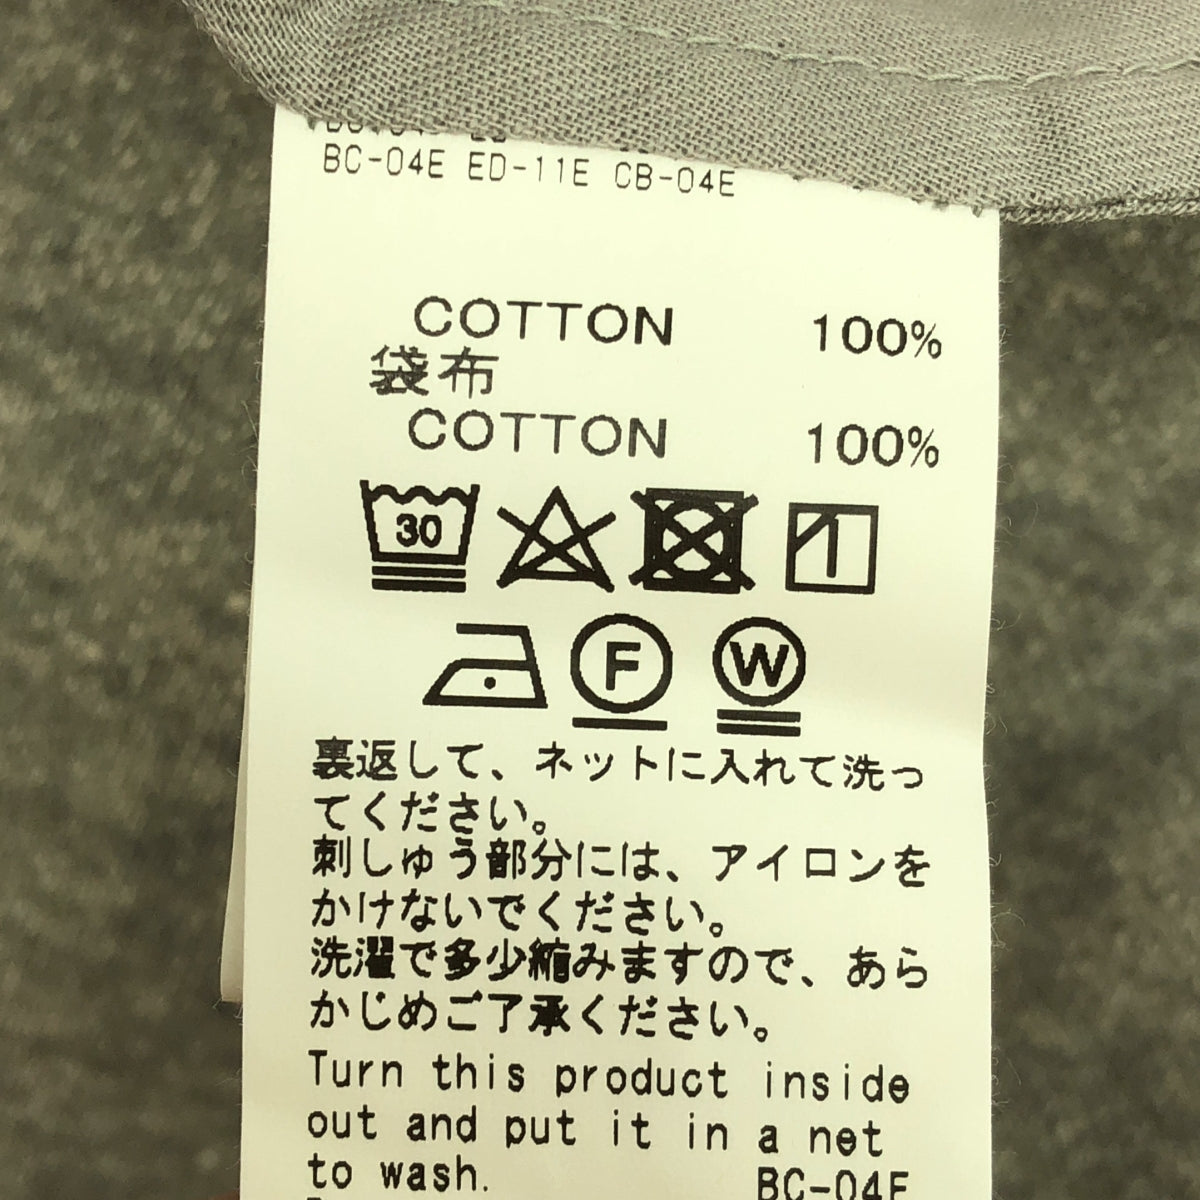 BC-04E ED-11E CB-04E
COTTON 100%
袋布
COTTON 100%
30
F W
裏返して、ネットに入れて洗っ
てください。
刺しゅう部分には、アイロンを
かけないでください。
洗濯で多少縮みますので、あら
かじめご了承ください。
Turn this product inside
out and put it in a net
to wash. BC-04E